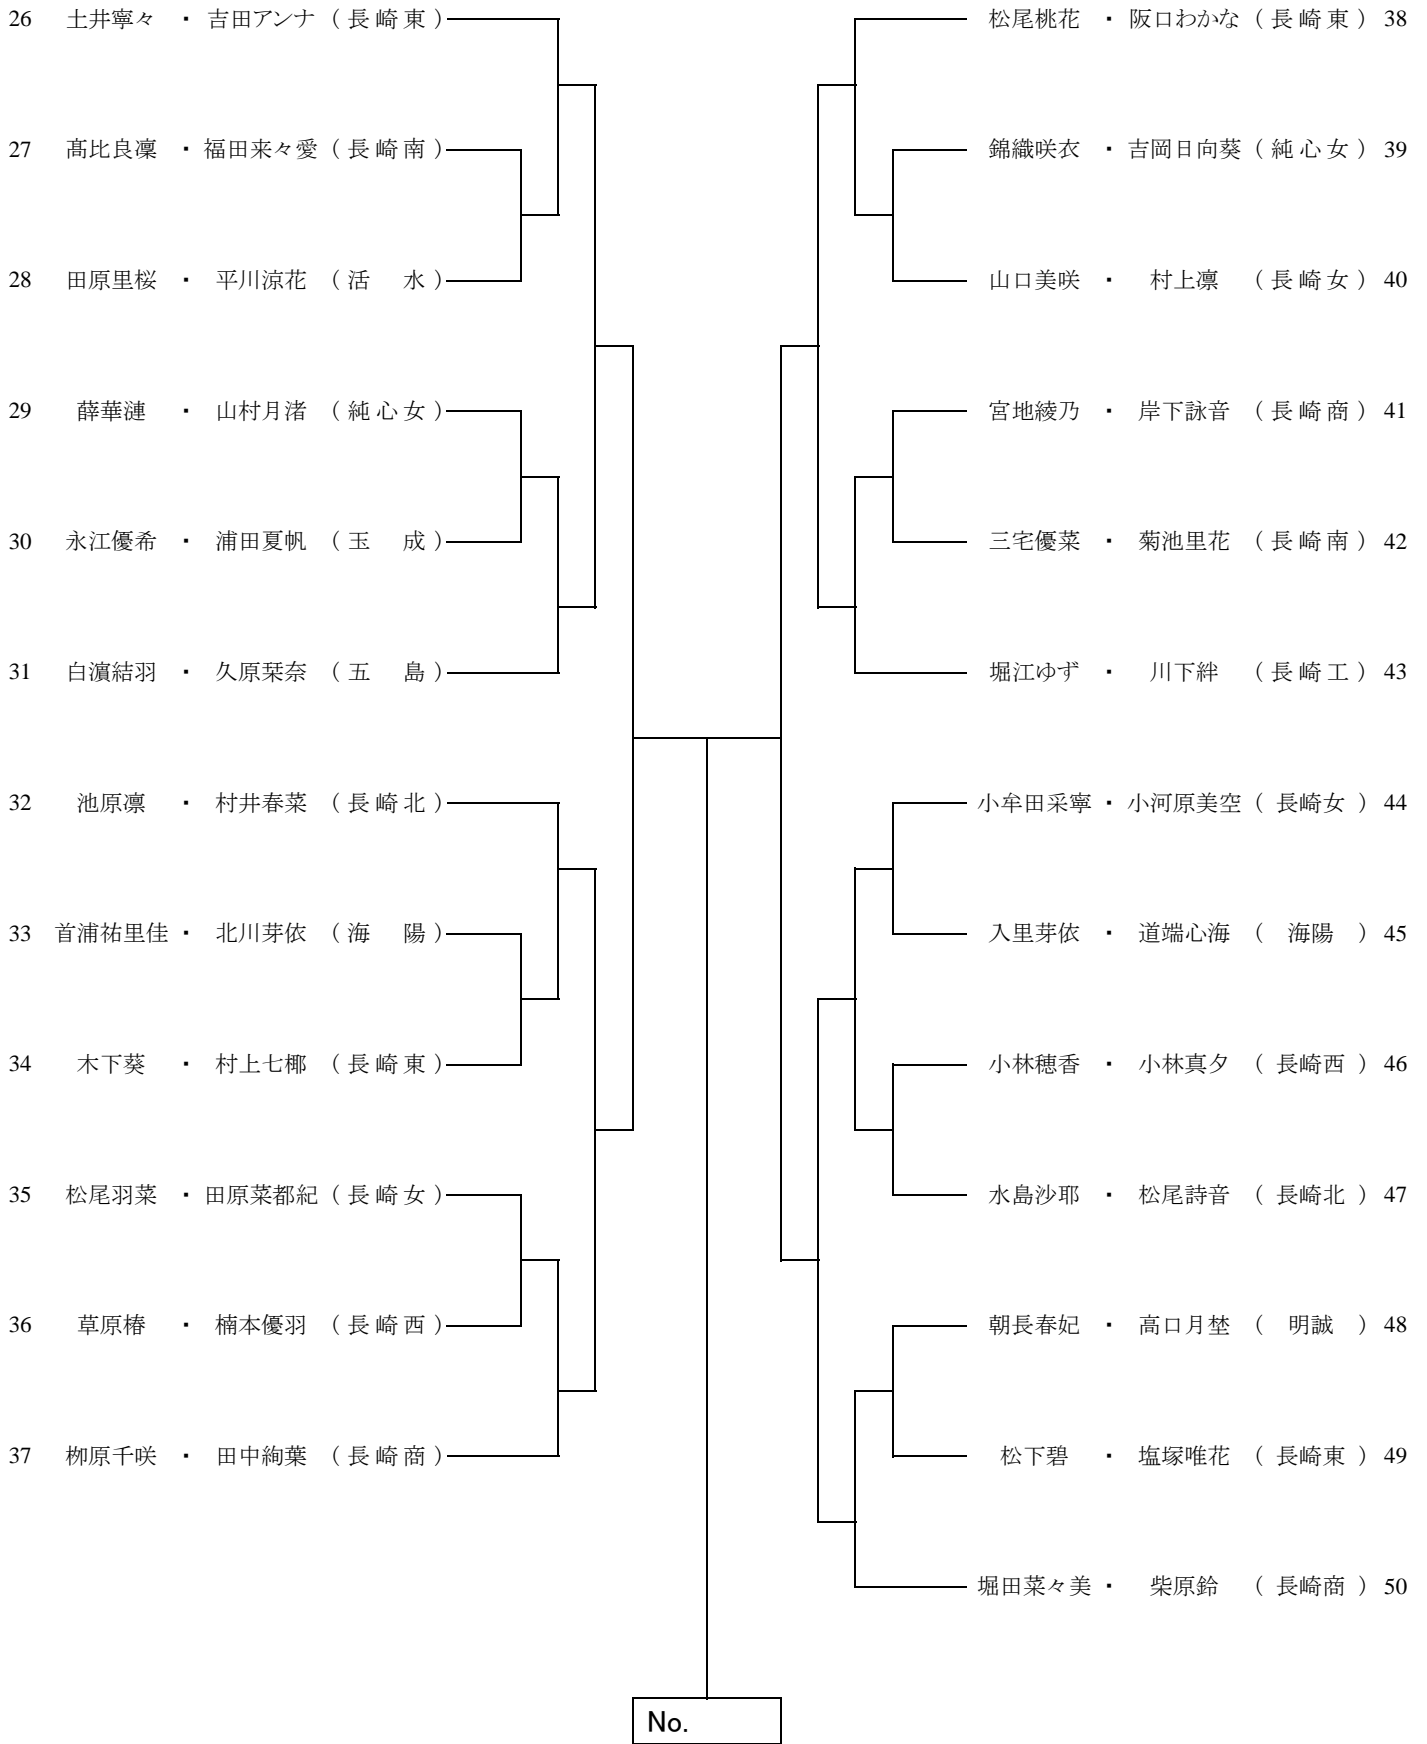 26 土井寧々 ・ 吉田アンナ （ 長 崎 東 ）
27 髙比良凜 ・ 福田来々愛 （ 長 崎 南 ）
28 田原里桜 ・ 平川涼花 （ 活 水 ）
29 薛華漣 ・ 山村月渚 （ 純 心 女 ）
30 永江優希 ・ 浦田夏帆 （ 玉 成 ）
31 白濵結羽 ・ 久原栞奈 （ 五 島 ）
32 池原凛 ・ 村井春菜 （ 長 崎 北 ）
33 首浦祐里佳 ・ 北川芽依 （ 海 陽 ）
34 木下葵 ・ 村上七椰 （ 長 崎 東 ）
35 松尾羽菜 ・ 田原菜都紀 （ 長 崎 女 ）
36 草原椿 ・ 楠本優羽 （ 長 崎 西 ）
37 栁原千咲 ・ 田中絢葉 （ 長 崎 商 ）
松尾桃花 ・ 阪口わかな （ 長 崎 東 ） 38
錦織咲衣 ・ 吉岡日向葵 （ 純 心 女 ） 39
山口美咲 ・ 村上凛 （ 長 崎 女 ） 40
宮地綾乃 ・ 岸下詠音 （ 長 崎 商 ） 41
三宅優菜 ・ 菊池里花 （ 長 崎 南 ） 42
堀江ゆず ・ 川下絆 （ 長 崎 工 ） 43
小牟田采寧 ・ 小河原美空 （ 長崎女 ） 44
入里芽依 ・ 道端心海 （ 海陽 ） 45
小林穂香 ・ 小林真夕 （ 長崎西 ） 46
水島沙耶 ・ 松尾詩音 （ 長崎北 ） 47
朝長春妃 ・ 高口月埜 （ 明誠 ） 48
松下碧 ・ 塩塚唯花 （ 長崎東 ） 49
堀田菜々美 ・ 柴原鈴 （ 長崎商 ） 50
No.